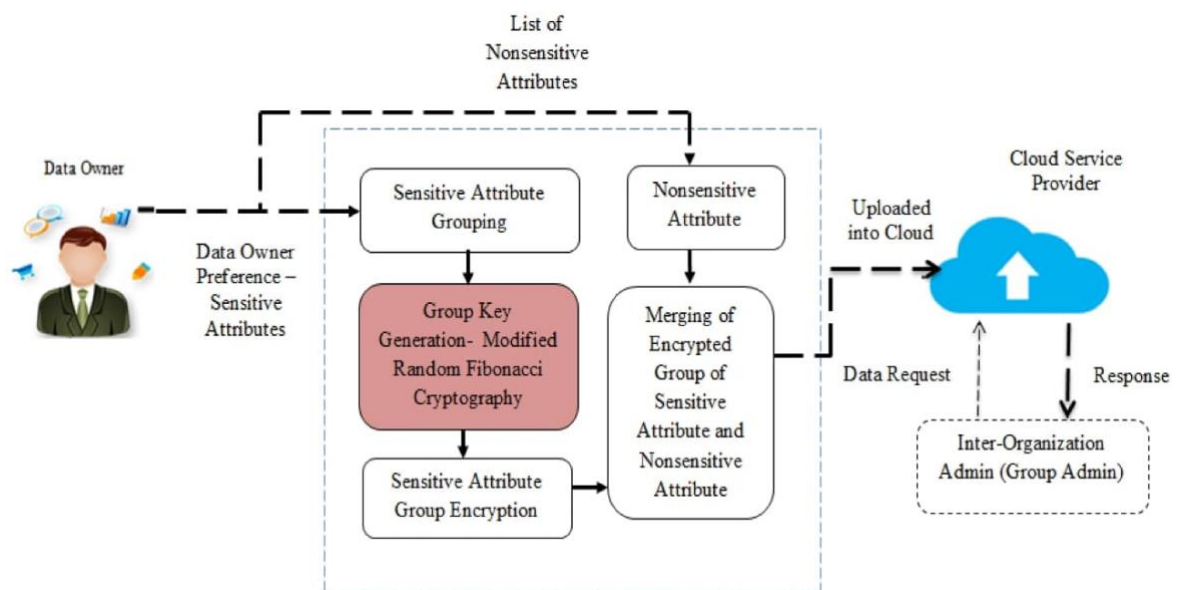 List of
Nonsensitive
Attributes
Data Owner
Data Owner
Preference –
Sensitive
Attributes
Sensitive Attribute
Grouping
Group Key
Generation- Modified
Random Fibonacci
Cryptography
Sensitive Attribute
Group Encryption
Nonsensitive
Attribute
Merging of
Encrypted
Group of
Sensitive
Attribute and
Nonsensitive
Attribute
Uploaded
into Cloud
Cloud Service
Provider
Data Request
Response
Inter-Organization
Admin (Group Admin)